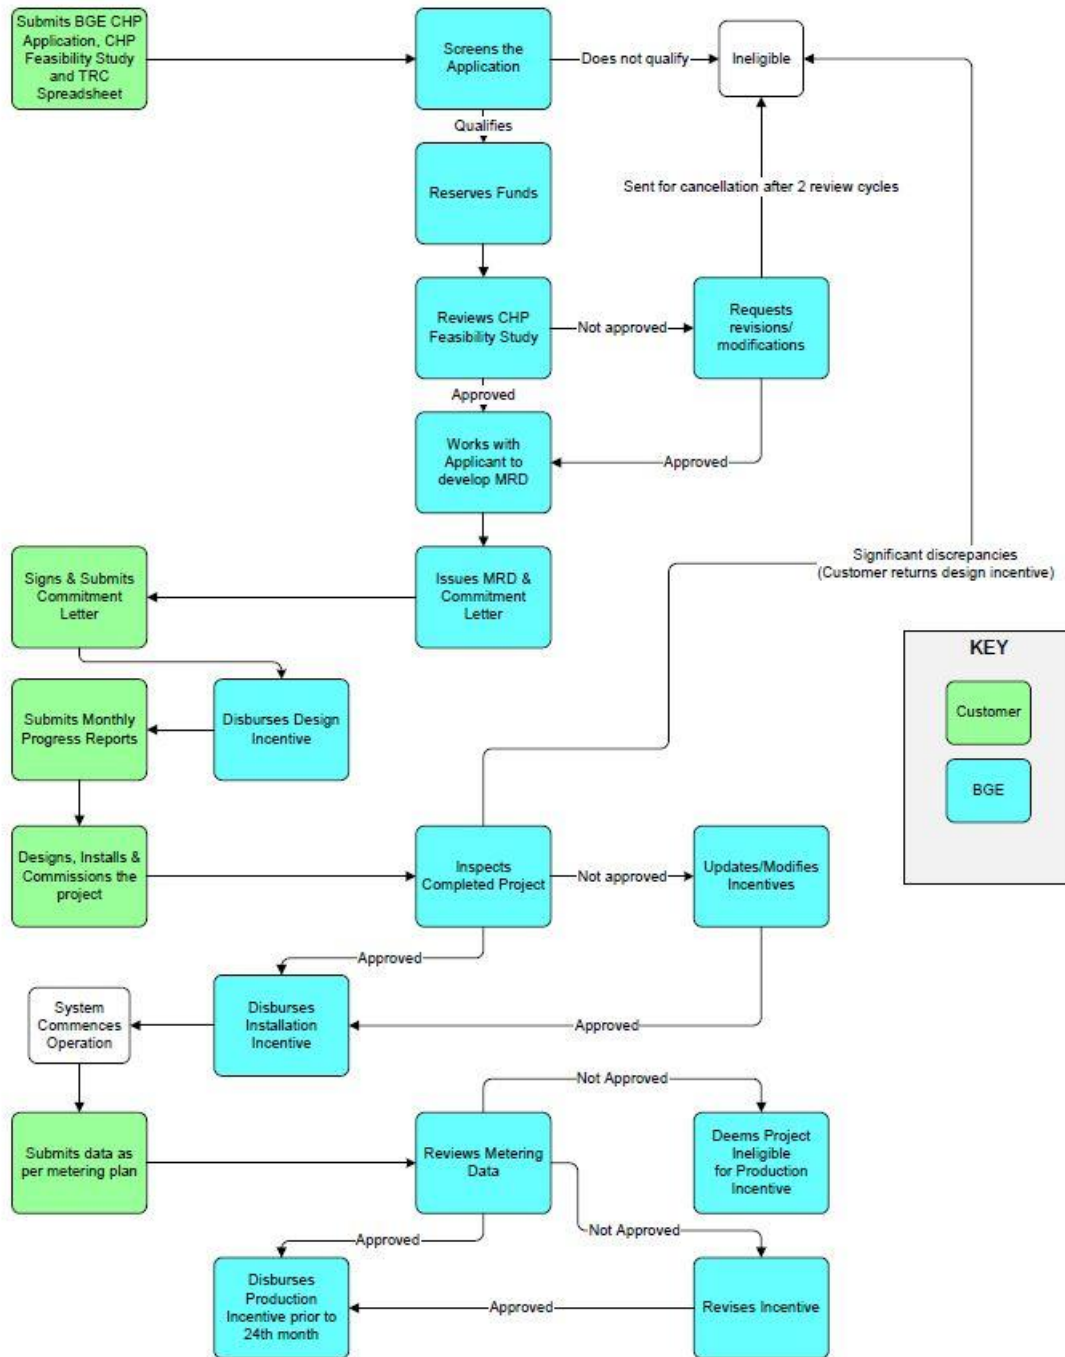 Submits BGE CHP
Application, CHP
Feasibility Study
and TRC
Spreadsheet
Screens the
Application
Does not qualify
Ineligible
Qualifies
Reserves Funds
Sent for cancellation after 2 review cycles
Reviews CHP
Feasibility Study
Not approved
Requests
revisions/
modifications
Approved
Works with
Applicant to
develop MRD
Approved
Significant discrepancies
(Customer returns design incentive)
Signs & Submits
Commitment
Letter
Issues MRD &
Commitment
Letter
KEY
Customer
BGE
Submits Monthly
Progress Reports
Disburses Design
Incentive
Designs, Installs &
Commissions the
project
Inspects
Completed Project
Not approved
Updates/Modifies
Incentives
Approved
System
Commences
Operation
Disburses
Installation
Incentive
Approved
Not Approved
Submits data as
per metering plan
Reviews Metering
Data
Deems Project
Ineligible
for Production
Incentive
Not Approved
Approved
Disburses
Production
Incentive prior to
24th month
Approved
Revises Incentive